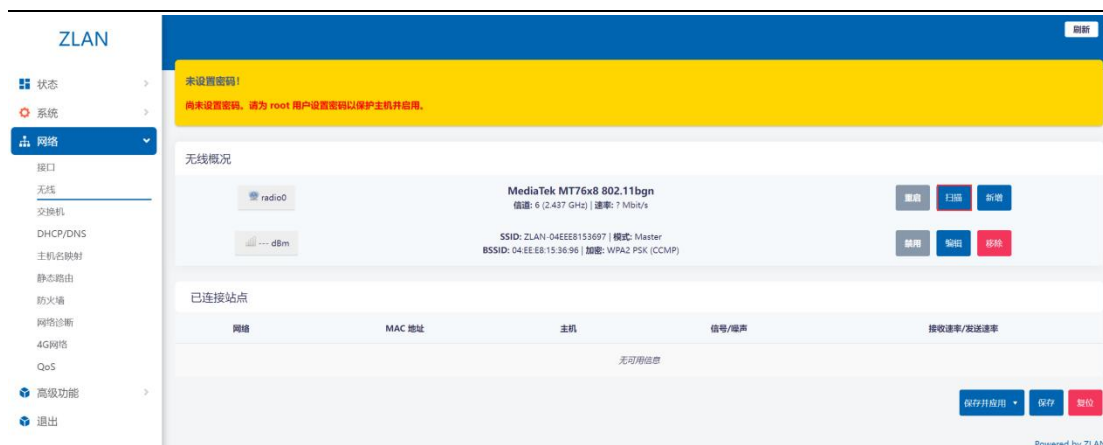 ZLAN
刷新
状态
系统
网络
接口
无线
交换机
DHCP/DNS
主机名映射
静态路由
防火墙
网络诊断
4G网络
QoS
高级功能
退出
未设置密码!
尚未设置密码。请为 root 用户设置密码以保护主机并启用。
无线概况
radio0
MediaTek MT76x8 802.11bgn
信道: 6 (2.437 GHz) | 速率: ? Mbit/s
重启 扫描 新增
--- dBm
SSID: ZLAN-04EEE8153697 | 模式: Master
BSSID: 04:EE:E8:15:36:96 | 加密: WPA2 PSK (CCMP)
禁用 编辑 移除
已连接站点
网络 MAC 地址 主机 信号/噪声 接收速率/发送速率
无可用信息
保存并应用 保存 复位
Powered by ZLAN